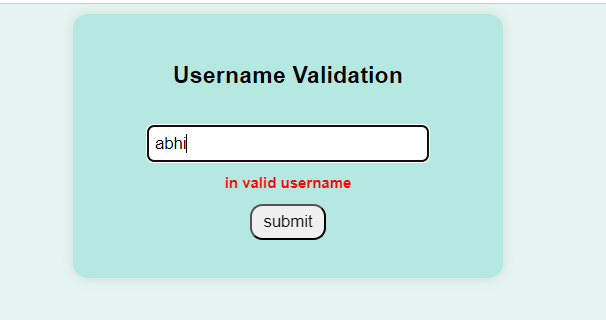 Username Validation
abhi
in valid username
submit